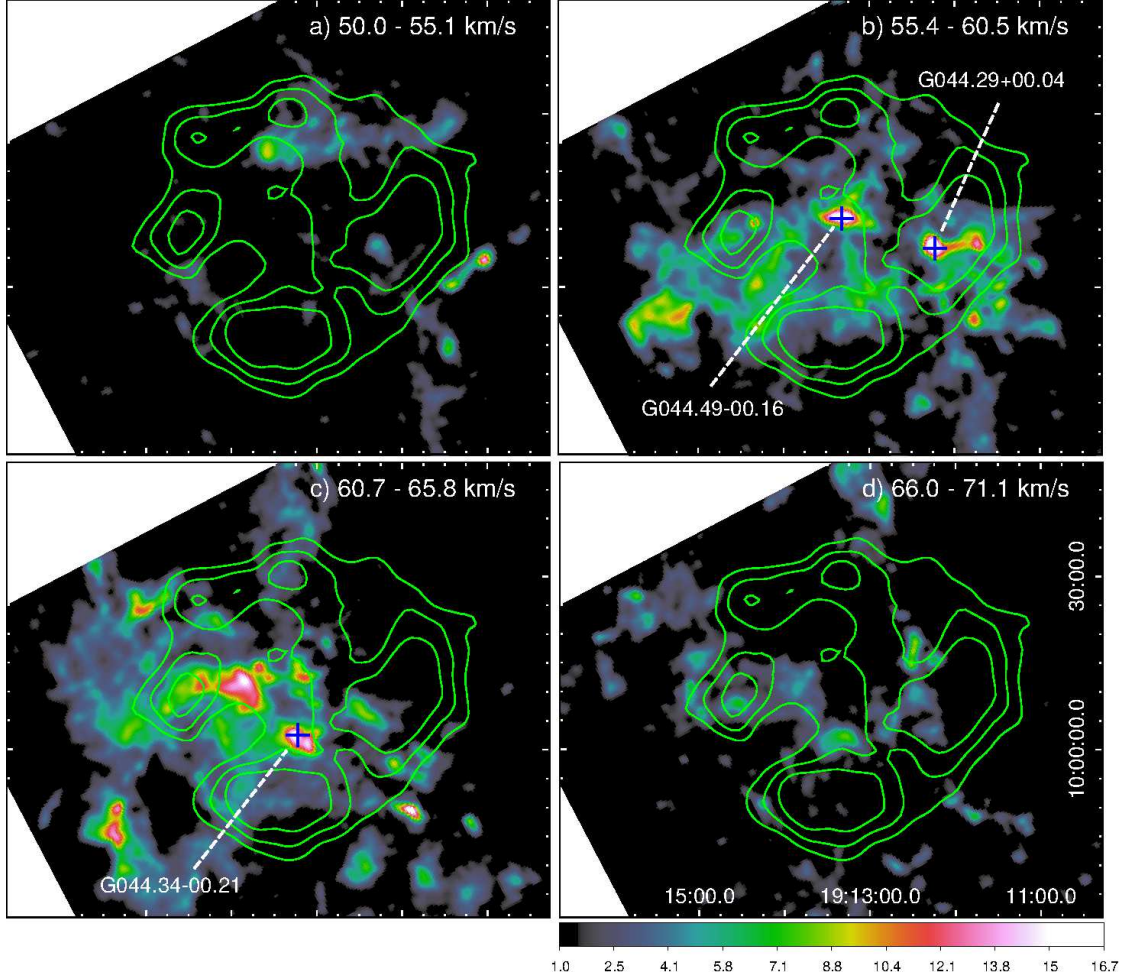 a) 50.0 - 55.1 km/s
b) 55.4 - 60.5 km/s
G044.29+00.04
G044.49-00.16
c) 60.7 - 65.8 km/s
G044.34-00.21
d) 66.0 - 71.1 km/s
30:00.0
10:00:00.0
15:00.0 19:13:00.0 11:00.0
1.0 2.5 4.1 5.8 7.1 8.8 10.4 12.1 13.8 15 16.7